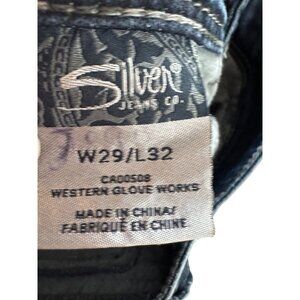 Silver
JEANS CO.
W29/L32
CA00508
WESTERN GLOVE WORKS
MADE IN CHINA/
FABRIQUÉ EN CHINE